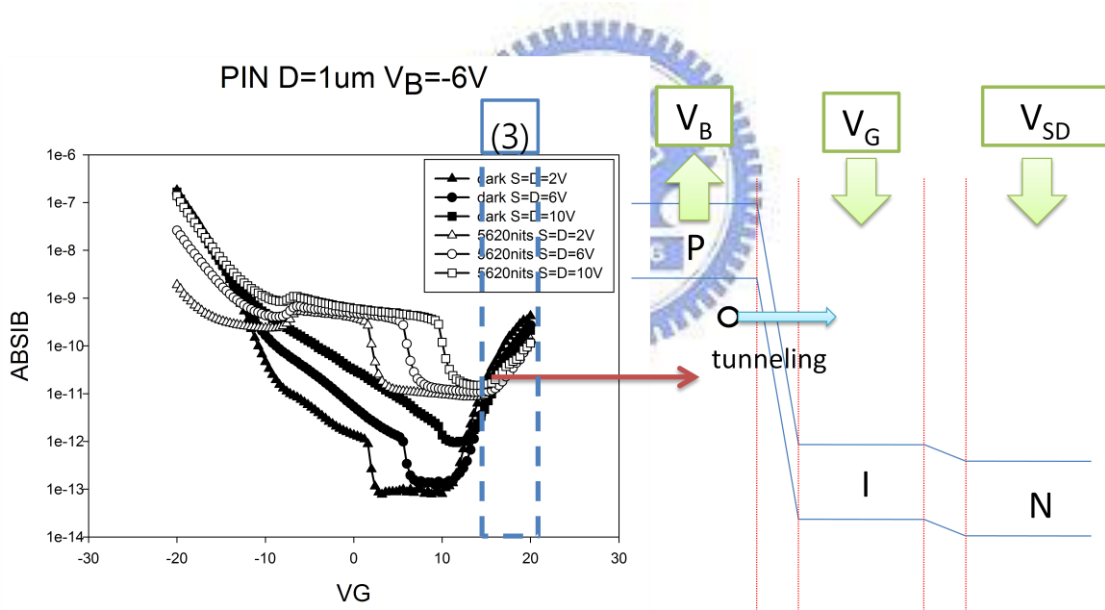 PIN D=1um VB=-6V
(3)
VB
VG
VSD
1e-6
1e-7
1e-8
1e-9
1e-10
1e-11
1e-12
1e-13
1e-14
ABSIB
dark S=D=2V
dark S=D=6V
dark S=D=10V
5620nits S=D=2V
5620nits S=D=6V
5620nits S=D=10V
-30
-20
-10
0
10
20
30
VG
P
6
tunneling
I
N